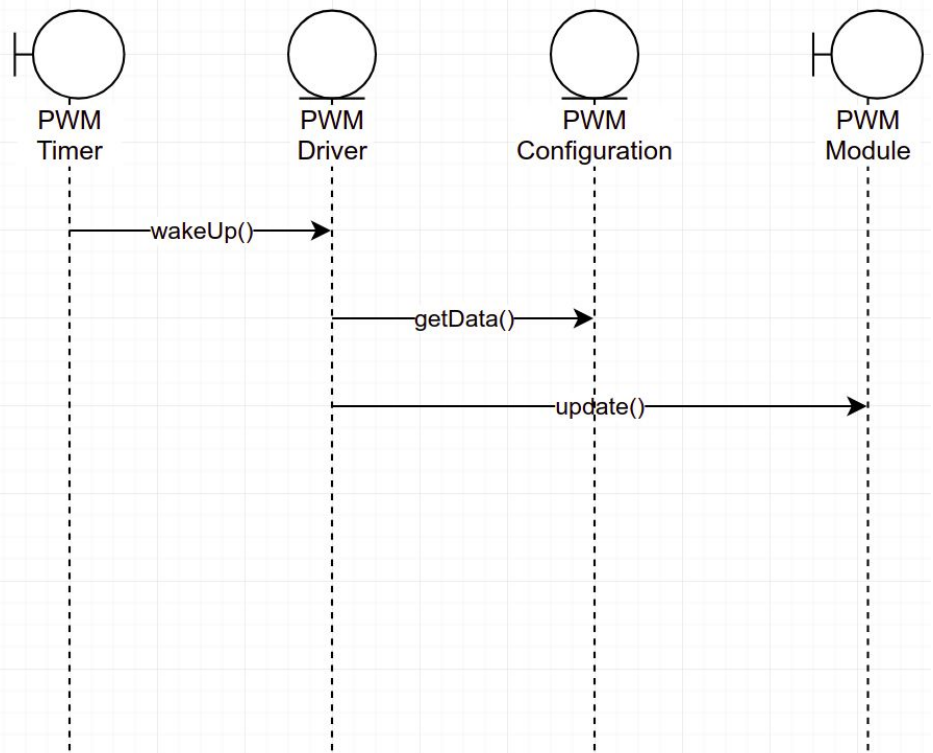 PWM
Timer
PWM
Driver
PWM
Configuration
PWM
Module
wakeUp()
getData()
update()